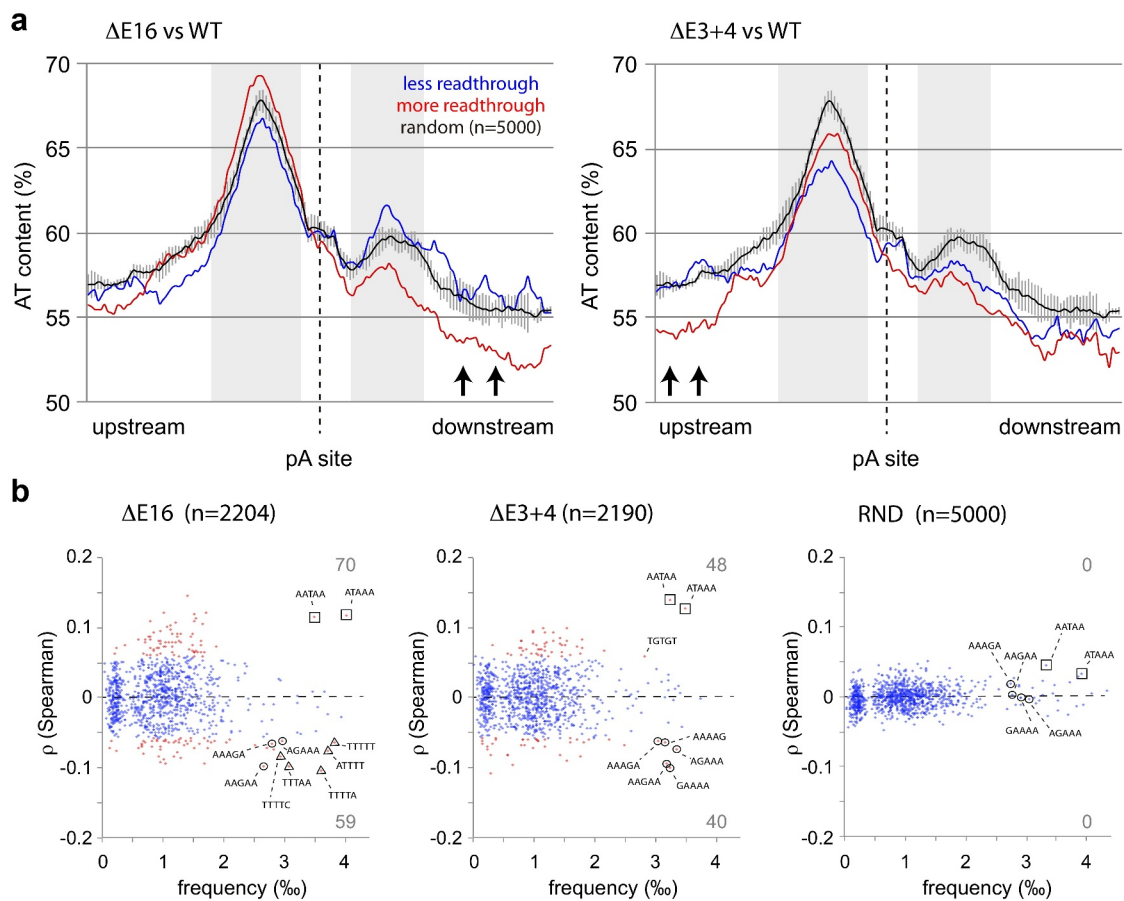 a
ΔE16 vs WT
ΔE3+4 vs WT
70
65
60
55
50
AT content (%)
less readthrough
more readthrough
random (n=5000)
upstream
downstream
pA site
70
65
60
55
50
AT content (%)
upstream
downstream
pA site
b
ΔE16 (n=2204)
ΔE3+4 (n=2190)
RND (n=5000)
0.2
0.1
0
-0.1
-0.2
ρ (Spearman)
70
AATAA
ATAAA
AAAGA
AGAAA
TTTTT
ATTTT
AAGAA
TTTAA
TTTTA
TTTTC
59
0 1 2 3 4
frequency (‰)
0.2
0.1
0
-0.1
-0.2
ρ (Spearman)
48
AATAA
ATAAA
TGTGT
AAAAG
AAAGA
AGAAA
AAGAA
GAAAA
40
0 1 2 3 4
frequency (‰)
0.2
0.1
0
-0.1
-0.2
ρ (Spearman)
0
AATAA
AAAGA
AAGAA
ATAAA
GAAAA
AGAAA
0
0 1 2 3 4
frequency (‰)